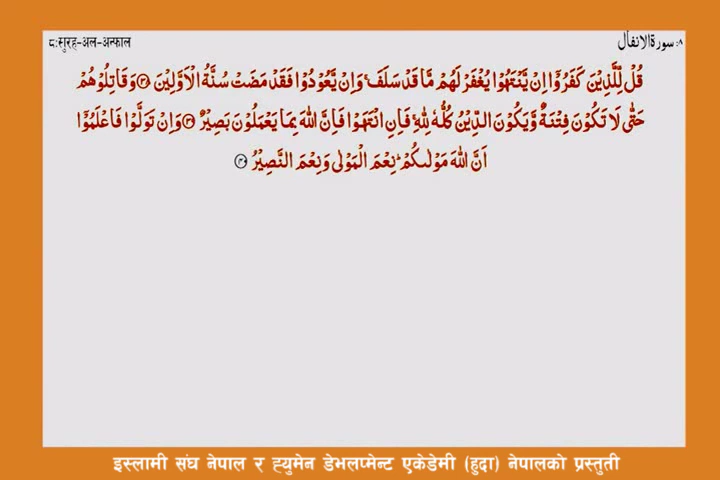 ८:सुरह-अल-अन्फाल
۸: سورة الانفال
قُلْ لِّلَّذِيْنَ كَفَرُوْۤا اِنْ يَّنْتَهُوْا يُغْفَرْ لَهُمْ مَّا قَدْ سَلَفَ ۚ وَاِنْ يَّعُوْدُوْا فَقَدْ مَضَتْ سُنَّةُ الْاَوَّلِيْنَ ۝ وَقَاتِلُوْهُمْ
حَتّٰى لَا تَكُوْنَ فِتْنَةٌ وَّيَكُوْنَ الدِّيْنُ كُلُّهٗ لِلّٰهِ ۚ فَاِنِ انْتَهَوْا فَاِنَّ اللّٰهَ بِمَا يَعْمَلُوْنَ بَصِيْرٌ ۝ وَاِنْ تَوَلَّوْا فَاعْلَمُوْۤا
اَنَّ اللّٰهَ مَوْلٰىكُمْ ؕ نِعْمَ الْمَوْلٰى وَنِعْمَ النَّصِيْرُ ۝
इस्लामी संघ नेपाल र ह्युमेन डेभलप्मेन्ट एकेडेमी (हुदा) नेपालको प्रस्तुती